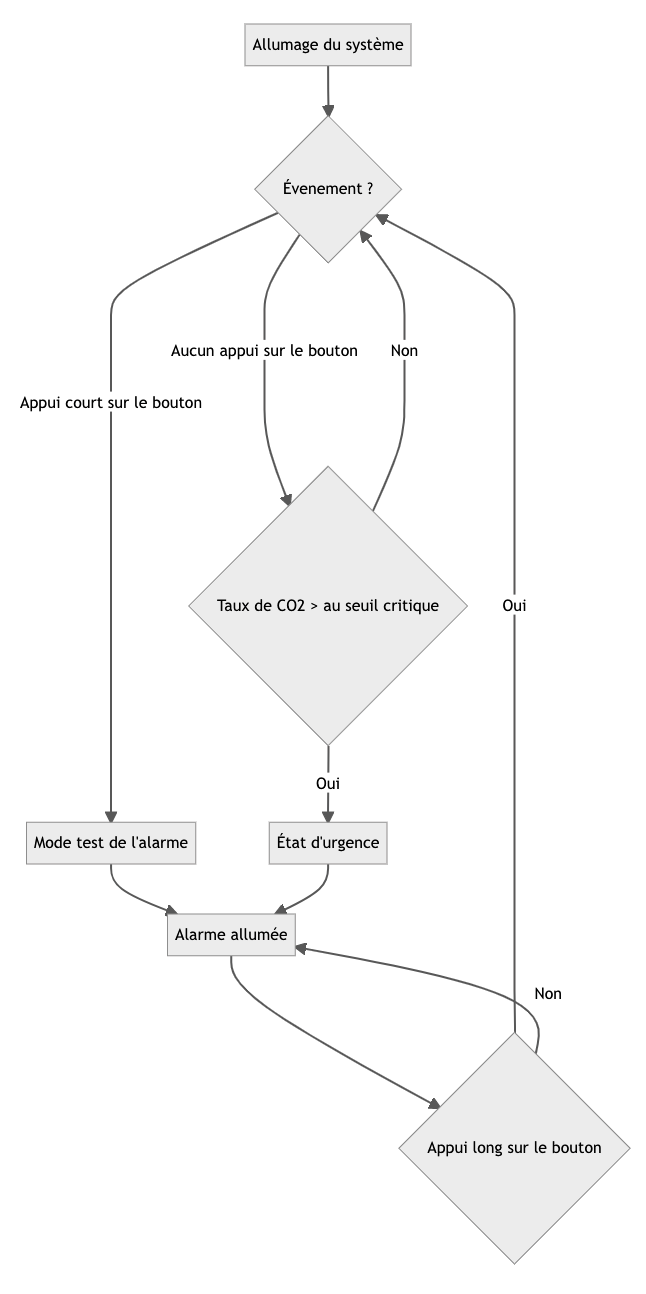 Allumage du système
Évenement ?
Aucun appui sur le bouton
Non
Appui court sur le bouton
Taux de CO2 > au seuil critique
Oui
Oui
Mode test de l'alarme
État d'urgence
Alarme allumée
Non
Appui long sur le bouton